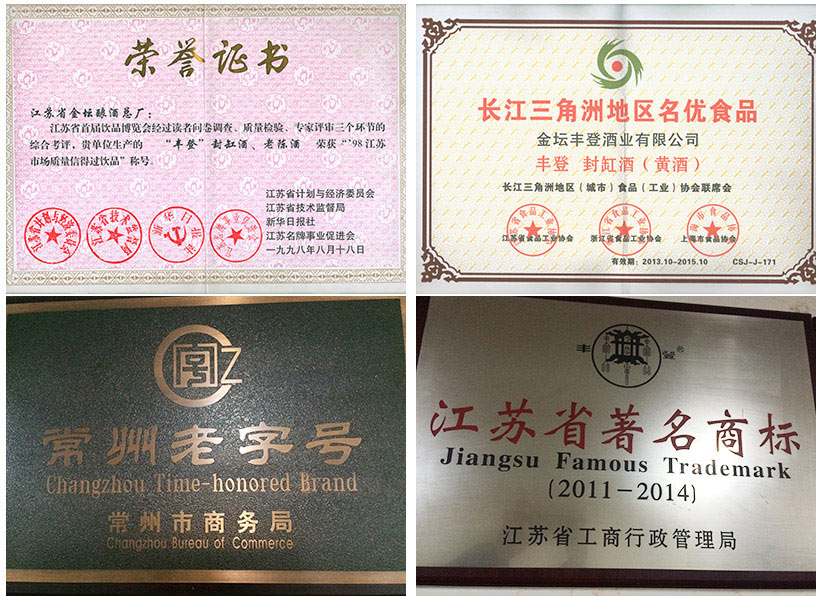 荣誉证书
江苏省金坛酿酒总厂：
江苏省首届饮品博览会经过读者问卷调查、质量检验、专家评审三个环节的
综合考评，贵单位生产的 “丰登”封缸酒、老陈酒 荣获 “'98江苏
市场质量信得过饮品”称号。
江苏省计划与经济委员会
江苏省技术监督局
新华日报社
江苏名牌事业促进会
一九九八年八月十八日
长江三角洲地区名优食品
金坛丰登酒业有限公司
丰登 封缸酒（黄酒）
长江三角洲地区（城市）食品（工业）协会联席会
江苏省食品工业协会 浙江省食品工业协会 上海市食品协会
有效期：2013.10-2015.10 CSJ-J-171
常州老字号
Changzhou Time-honored Brand
常州市商务局
Changzhou Bureau of Commerce
丰 登 ®
江苏省著名商标
Jiangsu Famous Trademark
(2011-2014)
江苏省工商行政管理局